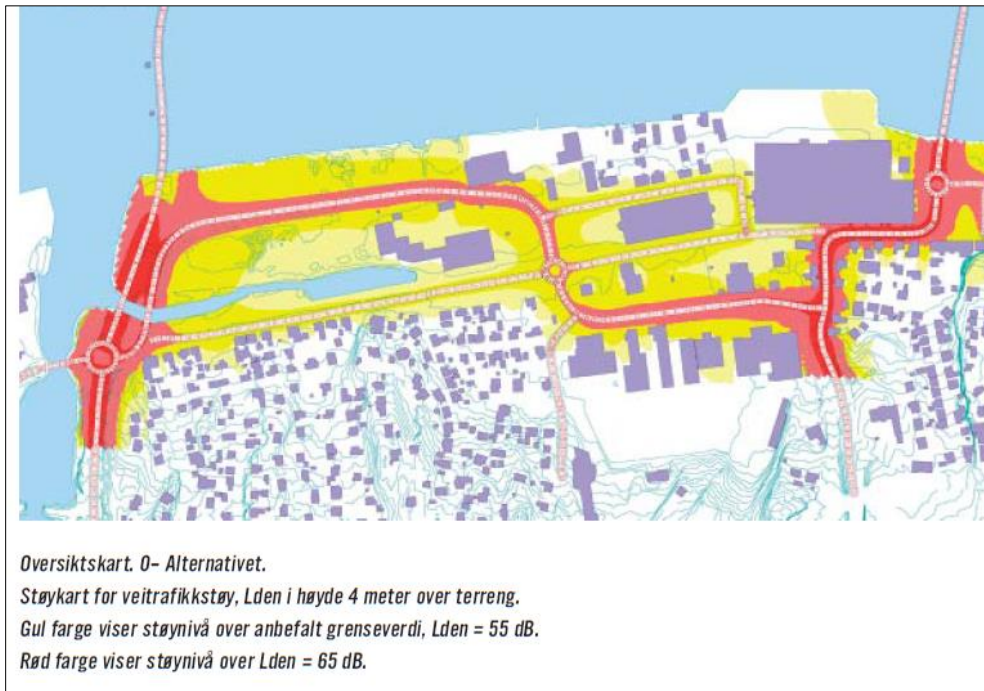 Oversiktskart. 0- Alternativet.
Støykart for veitrafikkstøy, Lden i høyde 4 meter over terreng.
Gul farge viser støynivå over anbefalt grenseverdi, Lden = 55 dB.
Rød farge viser støynivå over Lden = 65 dB.